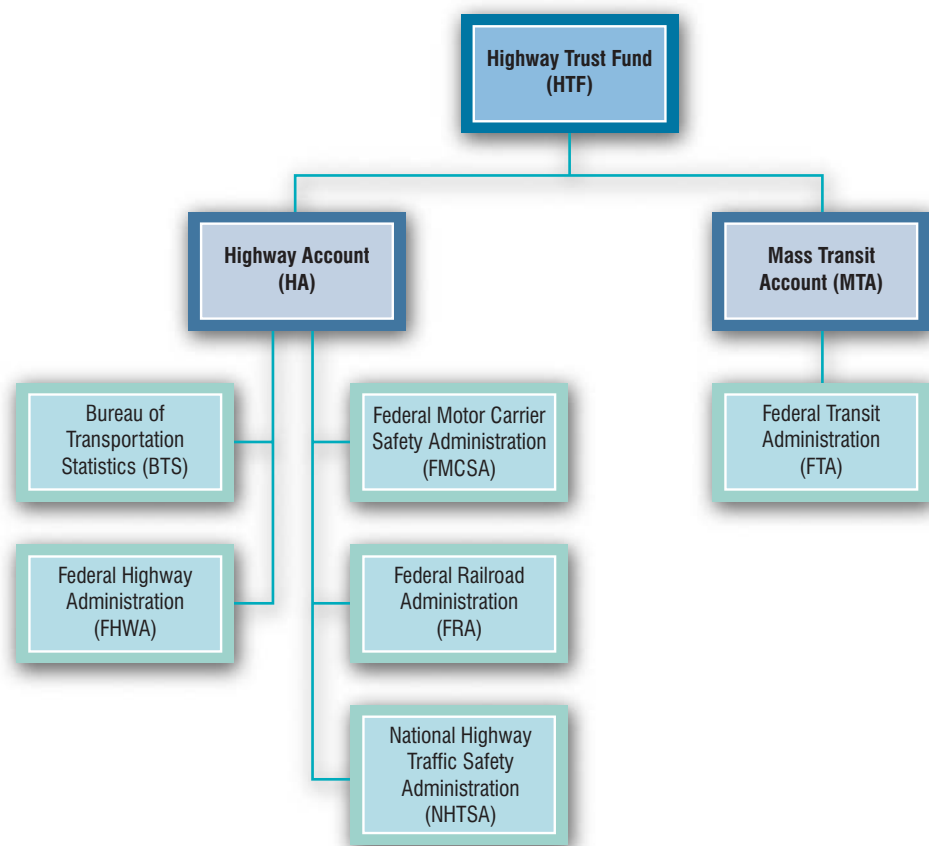 Highway Trust Fund
(HTF)
Highway Account
(HA)
Mass Transit
Account (MTA)
Bureau of
Transportation
Statistics (BTS)
Federal Motor Carrier
Safety Administration
(FMCSA)
Federal Transit
Administration
(FTA)
Federal Highway
Administration
(FHWA)
Federal Railroad
Administration
(FRA)
National Highway
Traffic Safety
Administration
(NHTSA)